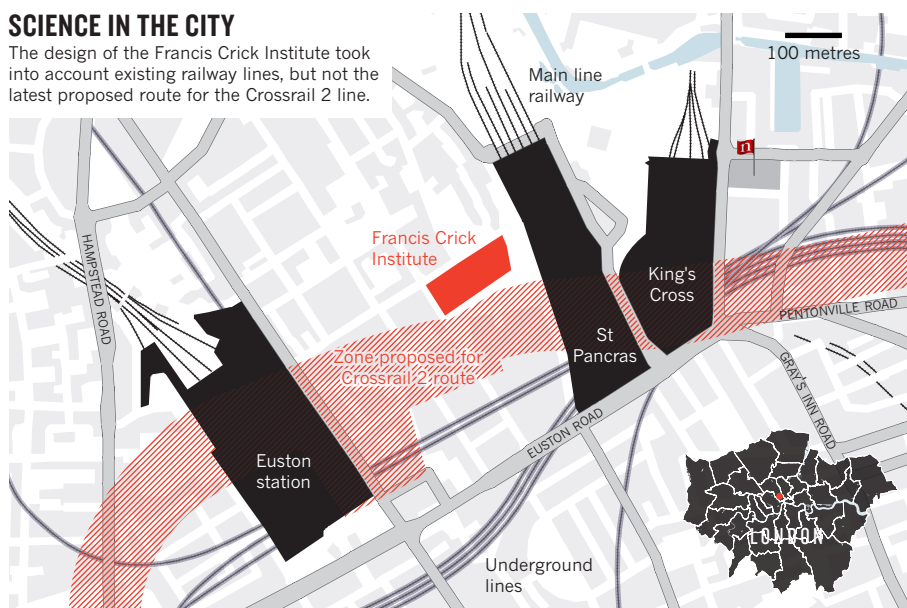 SCIENCE IN THE CITY
The design of the Francis Crick Institute took
into account existing railway lines, but not the
latest proposed route for the Crossrail 2 line.
100 metres
Main line
railway
n
HAMPSTEAD ROAD
Francis Crick
Institute
King's
Cross
PENTONVILLE ROAD
St
Pancras
Zone proposed for
Crossrail 2 route
GRAY'S INN ROAD
EUSTON ROAD
Euston
station
LONDON
Underground
lines